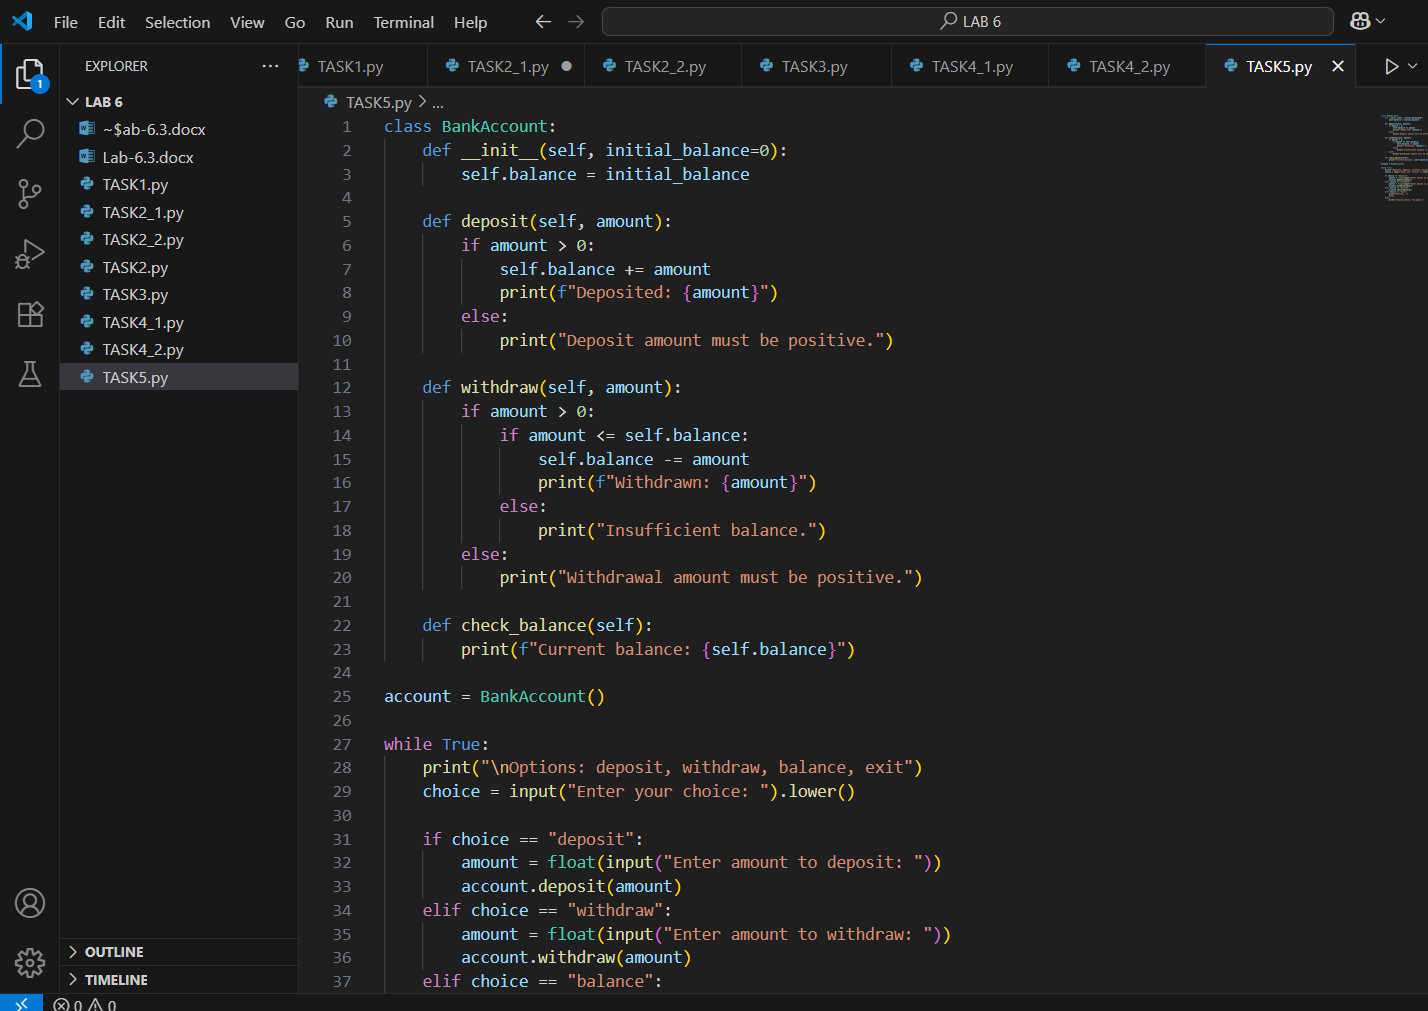 File Edit Selection View Go Run Terminal Help
LAB 6
EXPLORER
TASK1.py TASK2_1.py TASK2_2.py TASK3.py TASK4_1.py TASK4_2.py TASK5.py
1
LAB 6
~$ab-6.3.docx
Lab-6.3.docx
TASK1.py
TASK2_1.py
TASK2_2.py
TASK2.py
TASK3.py
TASK4_1.py
TASK4_2.py
TASK5.py
OUTLINE
TIMELINE
TASK5.py > ...
1 class BankAccount:
2     def __init__(self, initial_balance=0):
3         self.balance = initial_balance
4
5     def deposit(self, amount):
6         if amount > 0:
7             self.balance += amount
8             print(f"Deposited: {amount}")
9         else:
10             print("Deposit amount must be positive.")
11
12     def withdraw(self, amount):
13         if amount > 0:
14             if amount <= self.balance:
15                 self.balance -= amount
16                 print(f"Withdrawn: {amount}")
17             else:
18                 print("Insufficient balance.")
19         else:
20             print("Withdrawal amount must be positive.")
21
22     def check_balance(self):
23         print(f"Current balance: {self.balance}")
24
25 account = BankAccount()
26
27 while True:
28     print("\nOptions: deposit, withdraw, balance, exit")
29     choice = input("Enter your choice: ").lower()
30
31     if choice == "deposit":
32         amount = float(input("Enter amount to deposit: "))
33         account.deposit(amount)
34     elif choice == "withdraw":
35         amount = float(input("Enter amount to withdraw: "))
36         account.withdraw(amount)
37     elif choice == "balance":
0 0